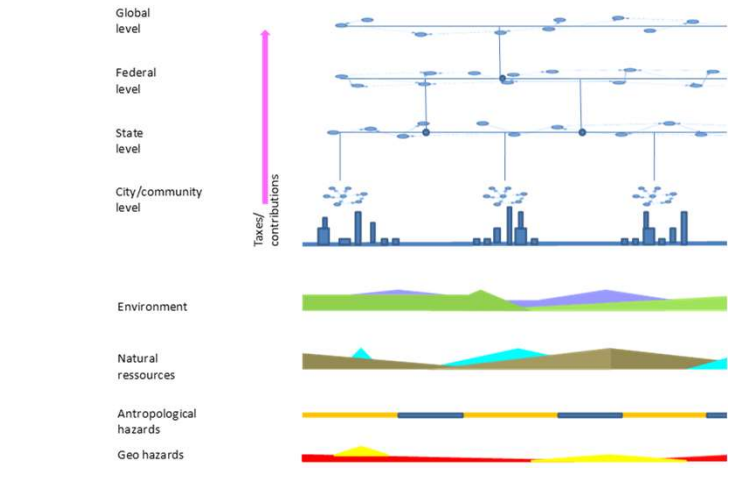 Global
level
Federal
level
State
level
City/community
level
Taxes/
contributions
Environment
Natural
ressources
Antropological
hazards
Geo hazards